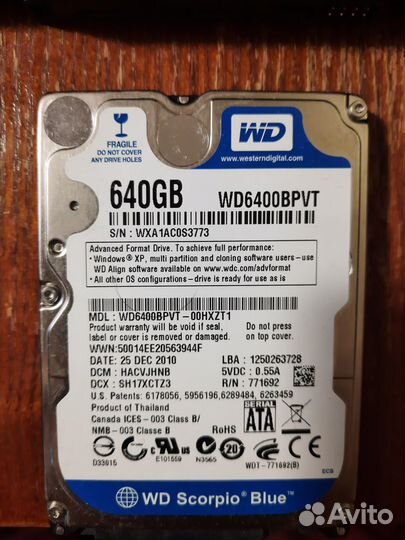 FRAGILE
DO NOT COVER
ANY DRIVE HOLES
WD
www.westerndigital.com
640GB
WD6400BPVT
S/N : WXA1AC0S3773
Advanced Format Drive. To achieve full performance:
• Windows® XP, multi partition and cloning software users – use
WD Align software available on "www.wdc.com/advformat
• All other OS configurations – drive is ready for use as is
MDL : WD6400BPVT-00HXZT1
Product warranty will be void if seal,
label or cover is removed or damaged.
Do not press
on top cover.
WWN:50014EE20563944F
DATE: 25 DEC 2010
LBA : 1250263728
DCM : HACVJHNB
5VDC : 0.55A
DCX : SH17XCTZ3
R/N : 771692
U.S. Patents: 6178056, 5956196,6289484, 6263459
Product of Thailand
Canada ICES – 003 Class B/
NMB – 003 Classe B
RoHS
SERIAL
SATA
D33015
E101559
N3565
20
WDT-771692(B)
ECS
WD Scorpio® Blue™
Avito